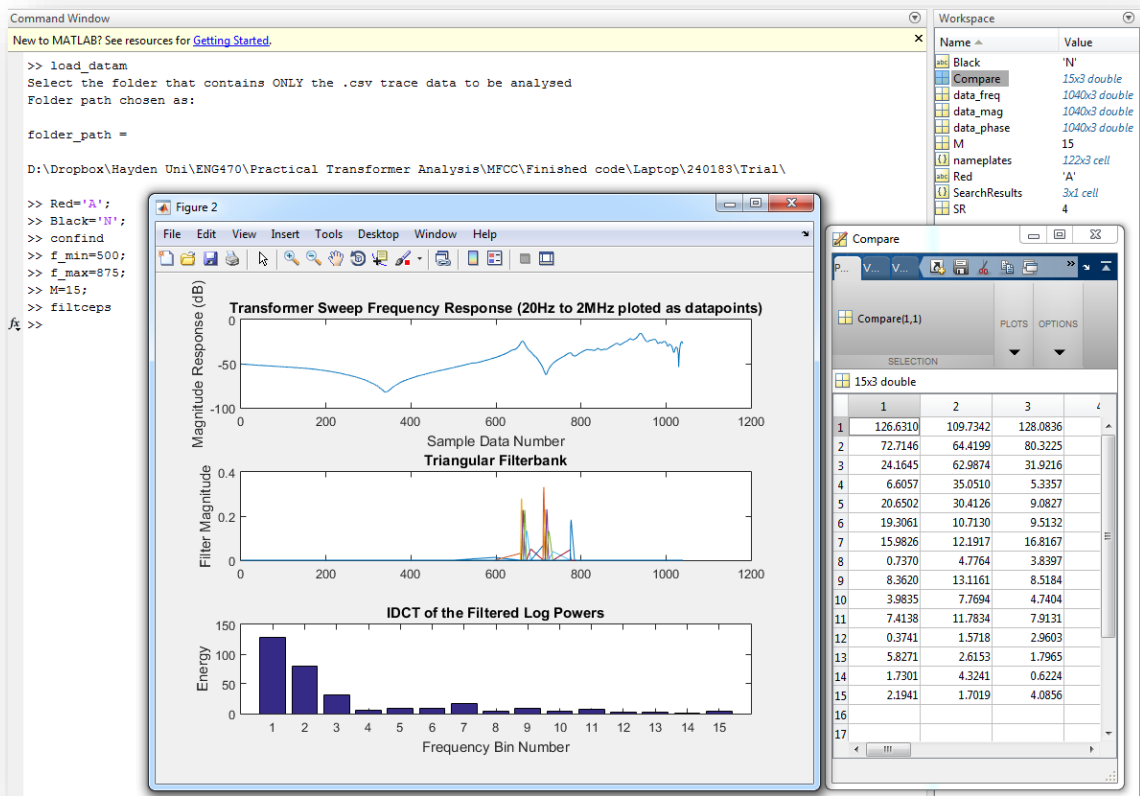 Command Window
New to MATLAB? See resources for Getting Started.
>> load_datam
Select the folder that contains ONLY the .csv trace data to be analysed
Folder path chosen as:
folder_path =
D:\Dropbox\Hayden Uni\ENG470\Practical Transformer Analysis\MFCC\Finished code\Laptop\240183\Trial\
>> Red='A';
>> Black='N';
>> confind
>> f_min=500;
>> f_max=875;
>> M=15;
>> filtceps
fx >>
Figure 2
File Edit View Insert Tools Desktop Window Help
Transformer Sweep Frequency Response (20Hz to 2MHz ploted as datapoints)
Magnitude Response (dB)
0
-50
-100
0 200 400 600 800 1000 1200
Sample Data Number
Triangular Filterbank
Filter Magnitude
0.4
0.2
0
0 200 400 600 800 1000 1200
IDCT of the Filtered Log Powers
Energy
150
100
50
0
1 2 3 4 5 6 7 8 9 10 11 12 13 14 15
Frequency Bin Number
Workspace
Name Value
abc Black 'N'
Compare 15x3 double
data_freq 1040x3 double
data_mag 1040x3 double
data_phase 1040x3 double
M 15
{} nameplates 122x3 cell
abc Red 'A'
{} SearchResults 3x1 cell
SR 4
Compare
P... V... V... »
Compare(1,1)
PLOTS OPTIONS
SELECTION
15x3 double
1 2 3
1 126.6310 109.7342 128.0836
2 72.7146 64.4199 80.3225
3 24.1645 62.9874 31.9216
4 6.6057 35.0510 5.3357
5 20.6502 30.4126 9.0827
6 19.3061 10.7130 9.5132
7 15.9826 12.1917 16.8167
8 0.7370 4.7764 3.8397
9 8.3620 13.1161 8.5184
10 3.9835 7.7694 4.7404
11 7.4138 11.7834 7.9131
12 0.3741 1.5718 2.9603
13 5.8271 2.6153 1.7965
14 1.7301 4.3241 0.6224
15 2.1941 1.7019 4.0856
16
17